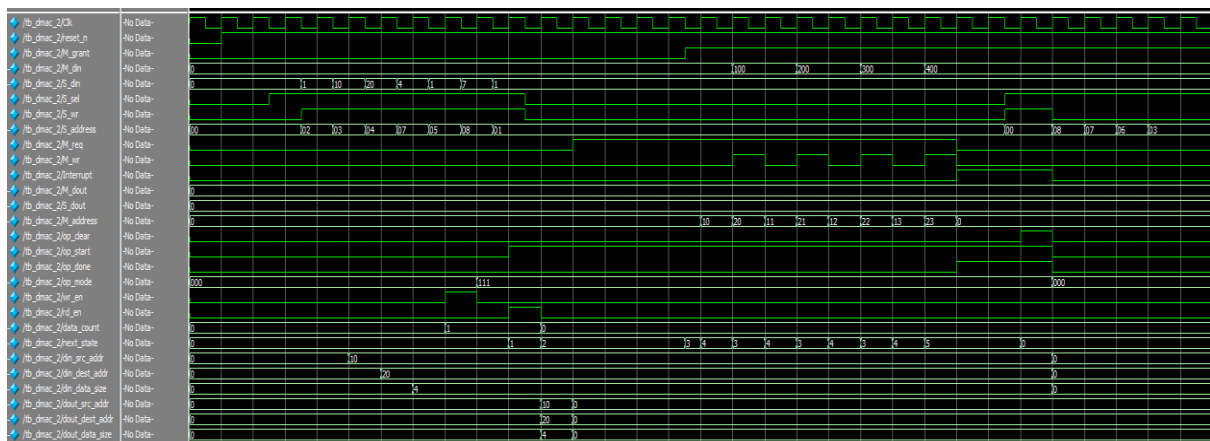 /tb_dmac_2/Clk -No Data-
/tb_dmac_2/reset_n -No Data-
/tb_dmac_2/M_grant -No Data-
/tb_dmac_2/M_din -No Data- 0 100 200 300 400
/tb_dmac_2/S_din -No Data- 0 1 10 20 4 1 7 1
/tb_dmac_2/S_sel -No Data-
/tb_dmac_2/S_wr -No Data-
/tb_dmac_2/S_address -No Data- 00 02 03 04 07 05 08 01 00 08 07 06 03
/tb_dmac_2/M_req -No Data-
/tb_dmac_2/M_wr -No Data-
/tb_dmac_2/Interrupt -No Data-
/tb_dmac_2/M_dout -No Data- 0
/tb_dmac_2/S_dout -No Data- 0
/tb_dmac_2/M_address -No Data- 0 10 20 11 21 12 22 13 23 0
/tb_dmac_2/op_clear -No Data-
/tb_dmac_2/op_start -No Data-
/tb_dmac_2/op_done -No Data-
/tb_dmac_2/op_mode -No Data- 000 111 000
/tb_dmac_2/wr_en -No Data-
/tb_dmac_2/rd_en -No Data-
/tb_dmac_2/data_count -No Data- 0 1 0
/tb_dmac_2/next_state -No Data- 0 1 2 3 4 3 4 3 4 3 4 5 0
/tb_dmac_2/din_src_addr -No Data- 0 10 0
/tb_dmac_2/din_dest_addr -No Data- 0 20 0
/tb_dmac_2/din_data_size -No Data- 0 4 0
/tb_dmac_2/dout_src_addr -No Data- 0 10 0
/tb_dmac_2/dout_dest_addr -No Data- 0 20 0
/tb_dmac_2/dout_data_size -No Data- 0 4 0